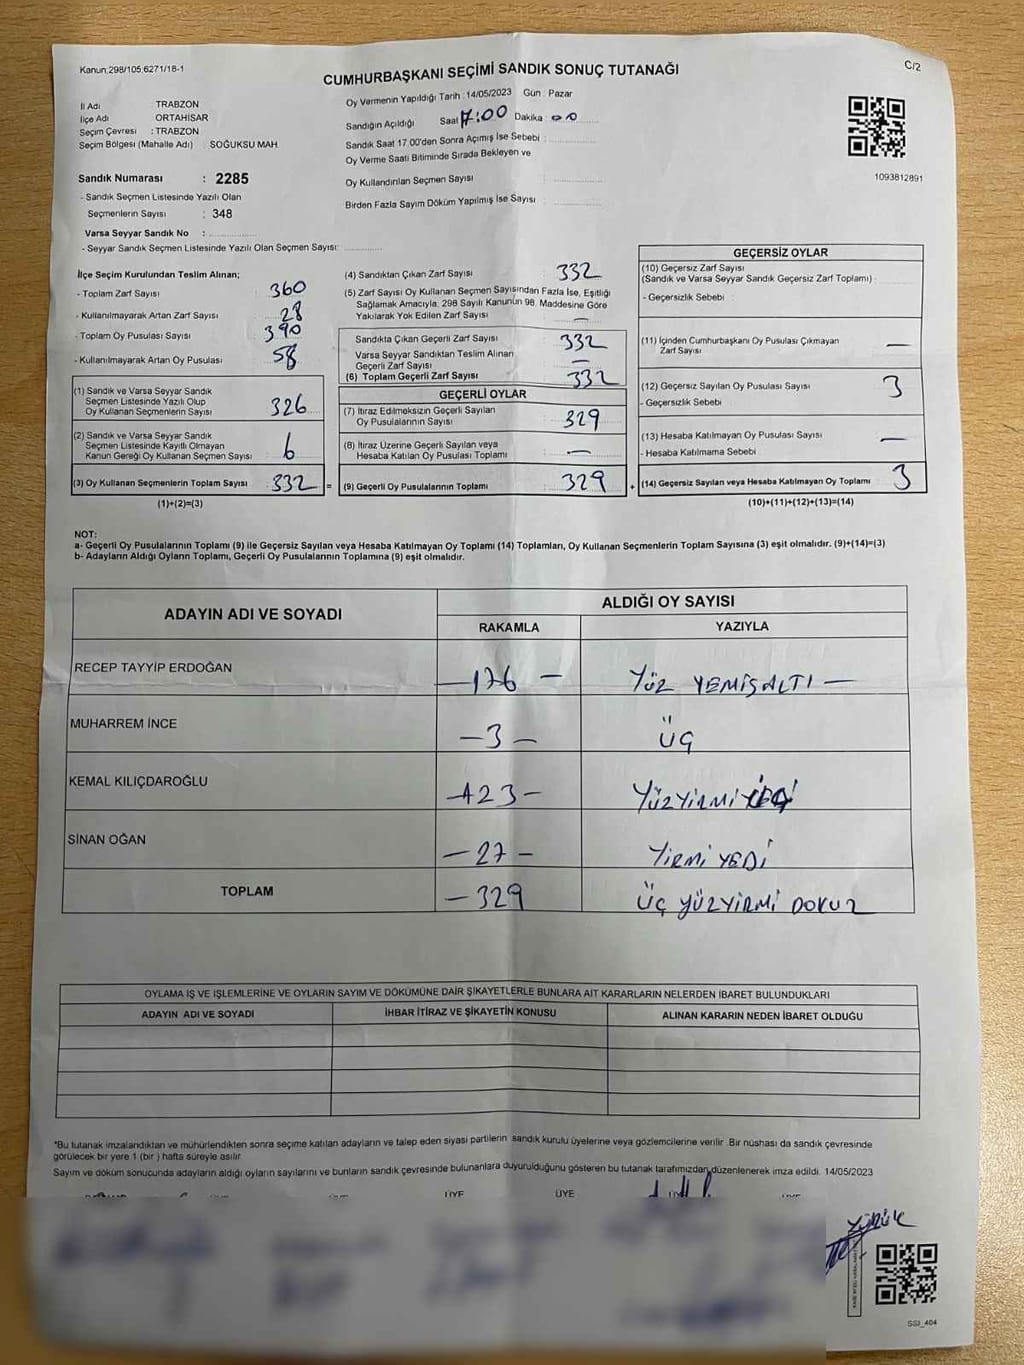 Kanun;298/105,6271/18-1
C/2
CUMHURBAŞKANI SEÇİMİ SANDIK SONUÇ TUTANAĞI
İl Adı TRABZON
İlçe Adı ORTAHİSAR
Seçim Çevresi : TRABZON
Seçim Bölgesi (Mahalle Adı) : SOĞUKSU MAH.
Oy Vermenin Yapıldığı Tarih : 14/05/2023 Gün : Pazar
Sandığın Açıldığı Saat 17:00 Dakika 00
Sandık Saat 17.00'den Sonra Açımış İse Sebebi :
Oy Verme Saati Bitiminde Sırada Bekleyen ve
Oy Kullandırılan Seçmen Sayısı :
Birden Fazla Sayım Döküm Yapılmış İse Sayısı :
1093812891
Sandık Numarası : 2285
- Sandık Seçmen Listesinde Yazılı Olan
Seçmenlerin Sayısı : 348
Varsa Seyyar Sandık No :
- Seyyar Sandık Seçmen Listesinde Yazılı Olan Seçmen Sayısı:
İlçe Seçim Kurulundan Teslim Alınan;
- Toplam Zarf Sayısı : 360
- Kullanılmayarak Artan Zarf Sayısı : 28
- Toplam Oy Pusulası Sayısı : 390
- Kullanılmayarak Artan Oy Pusulası : 58
(1) Sandık ve Varsa Seyyar Sandık
Seçmen Listesinde Yazılı Olup
Oy Kullanan Seçmenlerin Sayısı : 326
(2) Sandık ve Varsa Seyyar Sandık
Seçmen Listesinde Kayıtlı Olmayan
Kanun Gereği Oy Kullanan Seçmen Sayısı : 6
(3) Oy Kullanan Seçmenlerin Toplam Sayısı : 332 =
(1)+(2)=(3)
(4) Sandıktan Çıkan Zarf Sayısı : 332
(5) Zarf Sayısı Oy Kullanan Seçmen Sayısından Fazla İse, Eşitliği
Sağlamak Amacıyla, 298 Sayılı Kanunun 98. Maddesine Göre
Yakılarak Yok Edilen Zarf Sayısı : —
Sandıkta Çıkan Geçerli Zarf Sayısı : 332
Varsa Seyyar Sandıktan Teslim Alınan
Geçerli Zarf Sayısı : —
(6) Toplam Geçerli Zarf Sayısı : 332
GEÇERLİ OYLAR
(7) İtiraz Edilmeksizin Geçerli Sayılan
Oy Pusulalarının Sayısı : 329
(8) İtiraz Üzerine Geçerli Sayılan veya
Hesaba Katılan Oy Pusulası Toplamı : —
(9) Geçerli Oy Pusulalarının Toplamı : 329 +
GEÇERSİZ OYLAR
(10) Geçersiz Zarf Sayısı
(Sandık ve Varsa Seyyar Sandık Geçersiz Zarf Toplamı) :
- Geçersizlik Sebebi :
(11) İçinden Cumhurbaşkanı Oy Pusulası Çıkmayan
Zarf Sayısı : —
(12) Geçersiz Sayılan Oy Pusulası Sayısı : 3
- Geçersizlik Sebebi :
(13) Hesaba Katılmayan Oy Pusulası Sayısı : —
- Hesaba Katılmama Sebebi :
(14) Geçersiz Sayılan veya Hesaba Katılmayan Oy Toplamı : 3
(10)+(11)+(12)+(13)=(14)
NOT:
a- Geçerli Oy Pusulalarının Toplamı (9) ile Geçersiz Sayılan veya Hesaba Katılmayan Oy Toplamı (14) Toplamları, Oy Kullanan Seçmenlerin Toplam Sayısına (3) eşit olmalıdır. (9)+(14)=(3)
b- Adayların Aldığı Oyların Toplamı, Geçerli Oy Pusulalarının Toplamına (9) eşit olmalıdır.
ADAYIN ADI VE SOYADI ALDIĞI OY SAYISI
RAKAMLA YAZIYLA
RECEP TAYYİP ERDOĞAN —176— YÜZ YEMİŞALTI —
MUHARREM İNCE —3— ÜÇ
KEMAL KILIÇDAROĞLU —123— YÜZYİRMİ
SİNAN OĞAN —27— YİRMİ YEDİ
TOPLAM —329 ÜÇ YÜZYİRMİ DOKUZ
OYLAMA İŞ VE İŞLEMLERİNE VE OYLARIN SAYIM VE DÖKÜMÜNE DAİR ŞİKAYETLERLE BUNLARA AİT KARARLARIN NELERDEN İBARET BULUNDUKLARI
ADAYIN ADI VE SOYADI İHBAR İTİRAZ VE ŞİKAYETİN KONUSU ALINAN KARARIN NEDEN İBARET OLDUĞU
*Bu tutanak imzalandıktan ve mühürlendikten sonra seçime katılan adayların ve talep eden siyasi partilerin sandık kurulu üyelerine veya gözlemcilerine verilir. Bir nüshası da sandık çevresinde
görülecek bir yere 1 (bir) hafta süreyle asılır.
Sayım ve döküm sonucunda adayların aldığı oyların sayılarını ve bunların sandık çevresinde bulunanlara duyurulduğunu gösteren bu tutanak tarafımızdan düzenlenerek imza edildi. 14/05/2023
ÜYE ÜYE ÜYE ÜYE
YÜRÜK
SSI_404